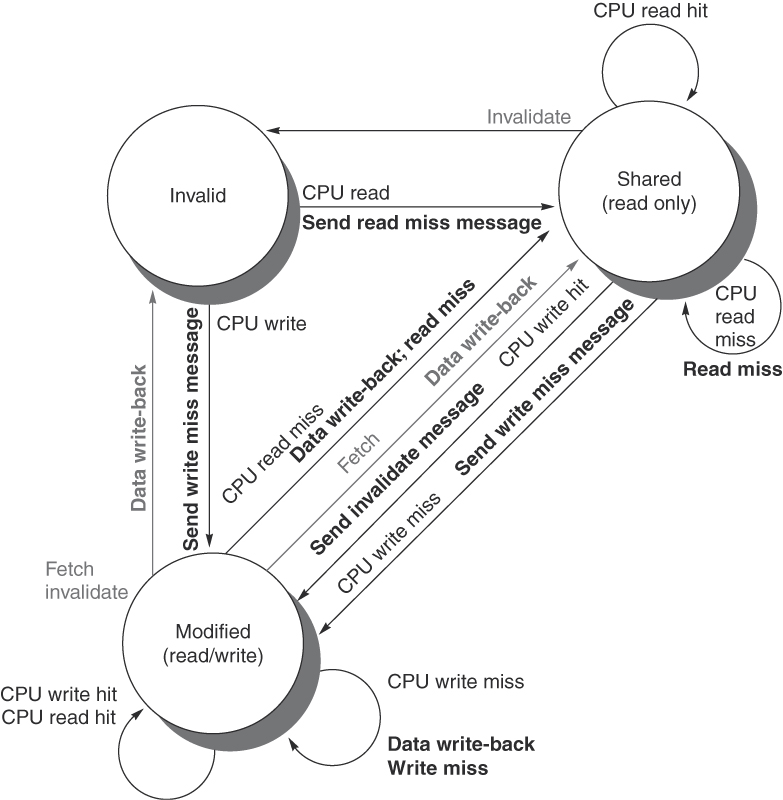 CPU read hit
Invalidate
Invalid
Shared
(read only)
CPU read
Send read miss message
CPU write
Send write miss message
Data write-back
Fetch
invalidate
CPU read miss
Data write-back; read miss
Fetch
Data write-back
CPU write hit
Send invalidate message
CPU write miss
Send write miss message
CPU
read
miss
Read miss
Modified
(read/write)
CPU write hit
CPU read hit
CPU write miss
Data write-back
Write miss